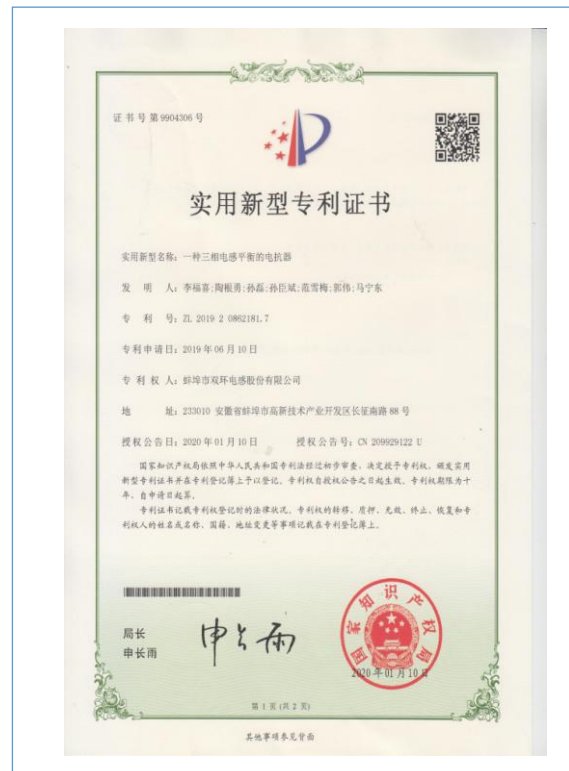 证书号第9904306号
实用新型专利证书
实用新型名称：一种三相电感平衡的电抗器
发明人：李福喜;陶根勇;孙磊;孙臣斌;范雪梅;郭伟;马宁东
专利号：ZL 2019 2 0862181.7
专利申请日：2019年06月10日
专利权人：蚌埠市双环电感股份有限公司
地址：233010 安徽省蚌埠市高新技术产业开发区长征南路88号
授权公告日：2020年01月10日 授权公告号：CN 209929122 U
国家知识产权局依照中华人民共和国专利法经过初步审查，决定授予专利权，颁发实用
新型专利证书并在专利登记簿上予以登记。专利权自授权公告之日起生效。专利权期限为十
年，自申请日起算。
专利证书记载专利权登记时的法律状况。专利权的转移、质押、无效、终止、恢复和专
利权人的姓名或名称、国籍、地址变更等事项记载在专利登记簿上。
局长
申长雨
申长雨
国家知识产权局
2020年01月10日
第1页(共2页)
其他事项参见背面